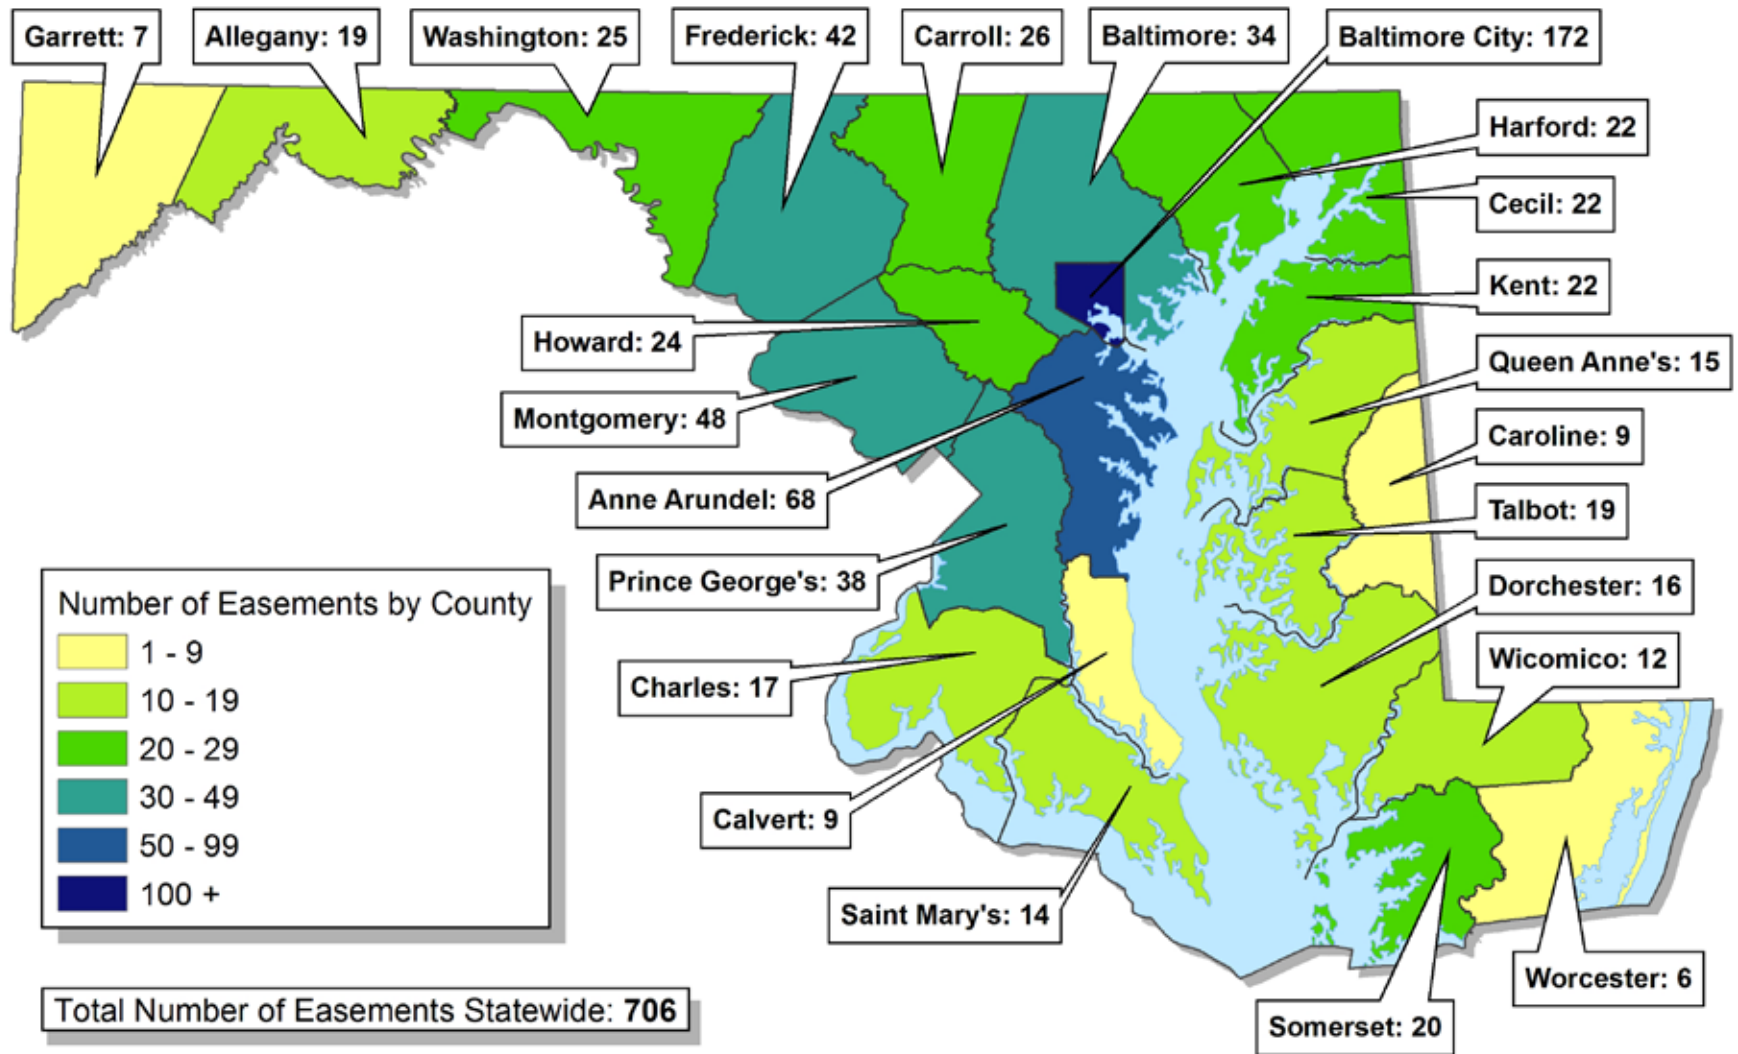 Garrett: 7
Allegany: 19
Washington: 25
Frederick: 42
Carroll: 26
Baltimore: 34
Baltimore City: 172
Harford: 22
Cecil: 22
Kent: 22
Howard: 24
Queen Anne's: 15
Montgomery: 48
Caroline: 9
Anne Arundel: 68
Talbot: 19
Prince George's: 38
Dorchester: 16
Wicomico: 12
Charles: 17
Calvert: 9
Saint Mary's: 14
Worcester: 6
Somerset: 20
Number of Easements by County
1 - 9
10 - 19
20 - 29
30 - 49
50 - 99
100 +
Total Number of Easements Statewide: 706